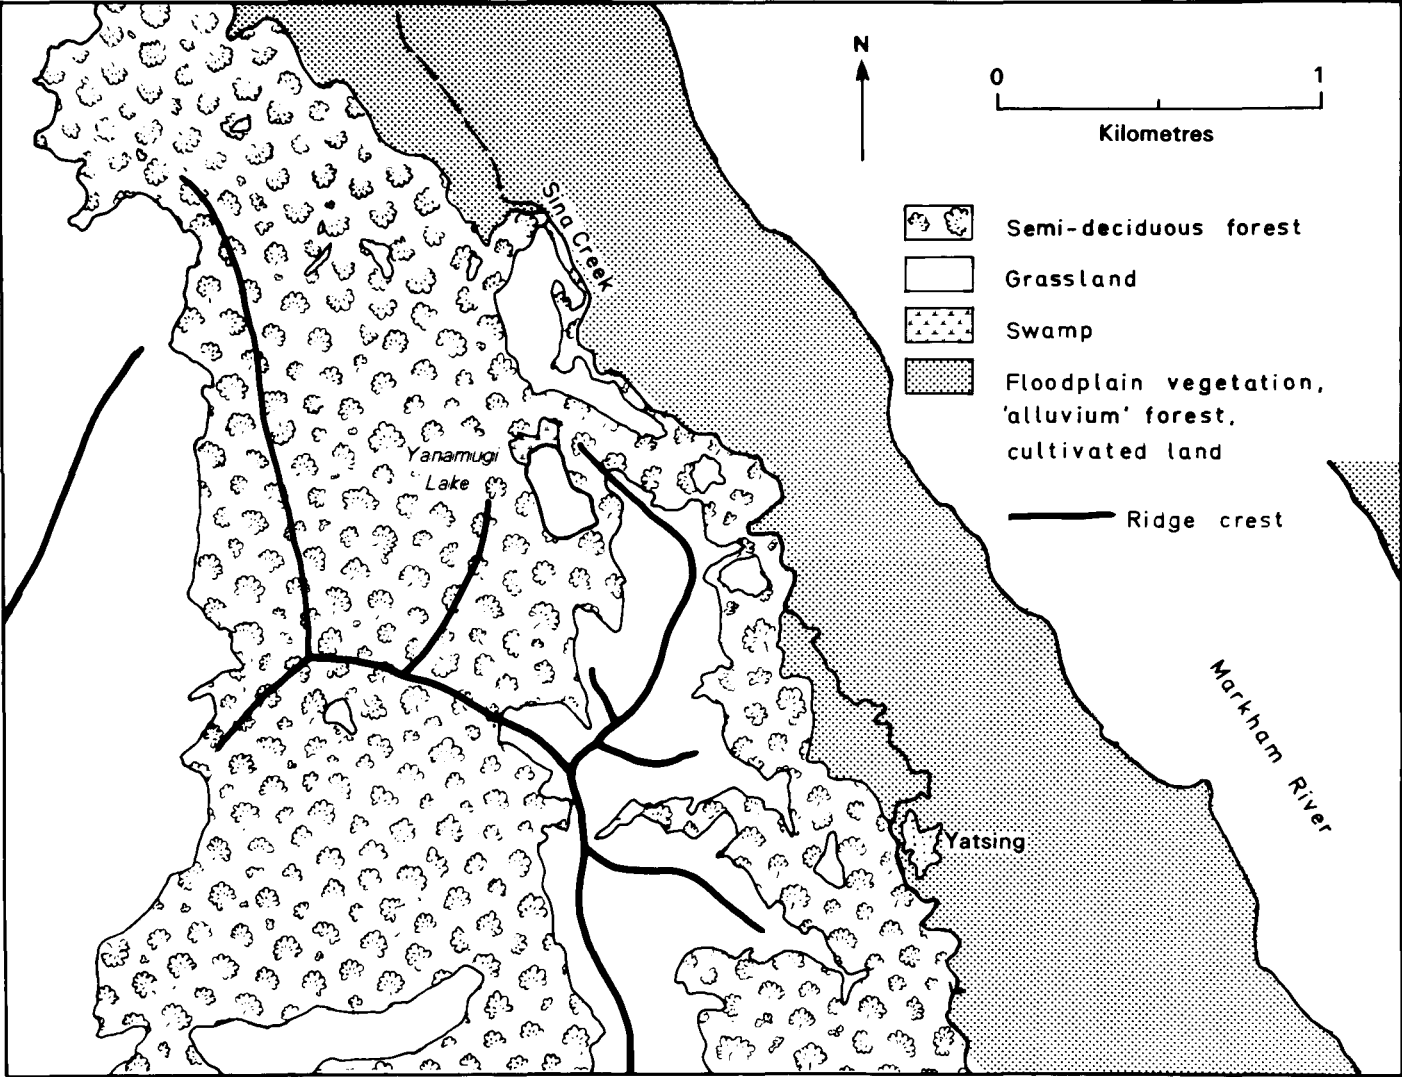 N
0 1
Kilometres
Sina Creek
Semi-deciduous forest
Grassland
Swamp
Floodplain vegetation,
'alluvium' forest,
cultivated land
Yanamugi
Lake
Ridge crest
Markham River
Yatsing